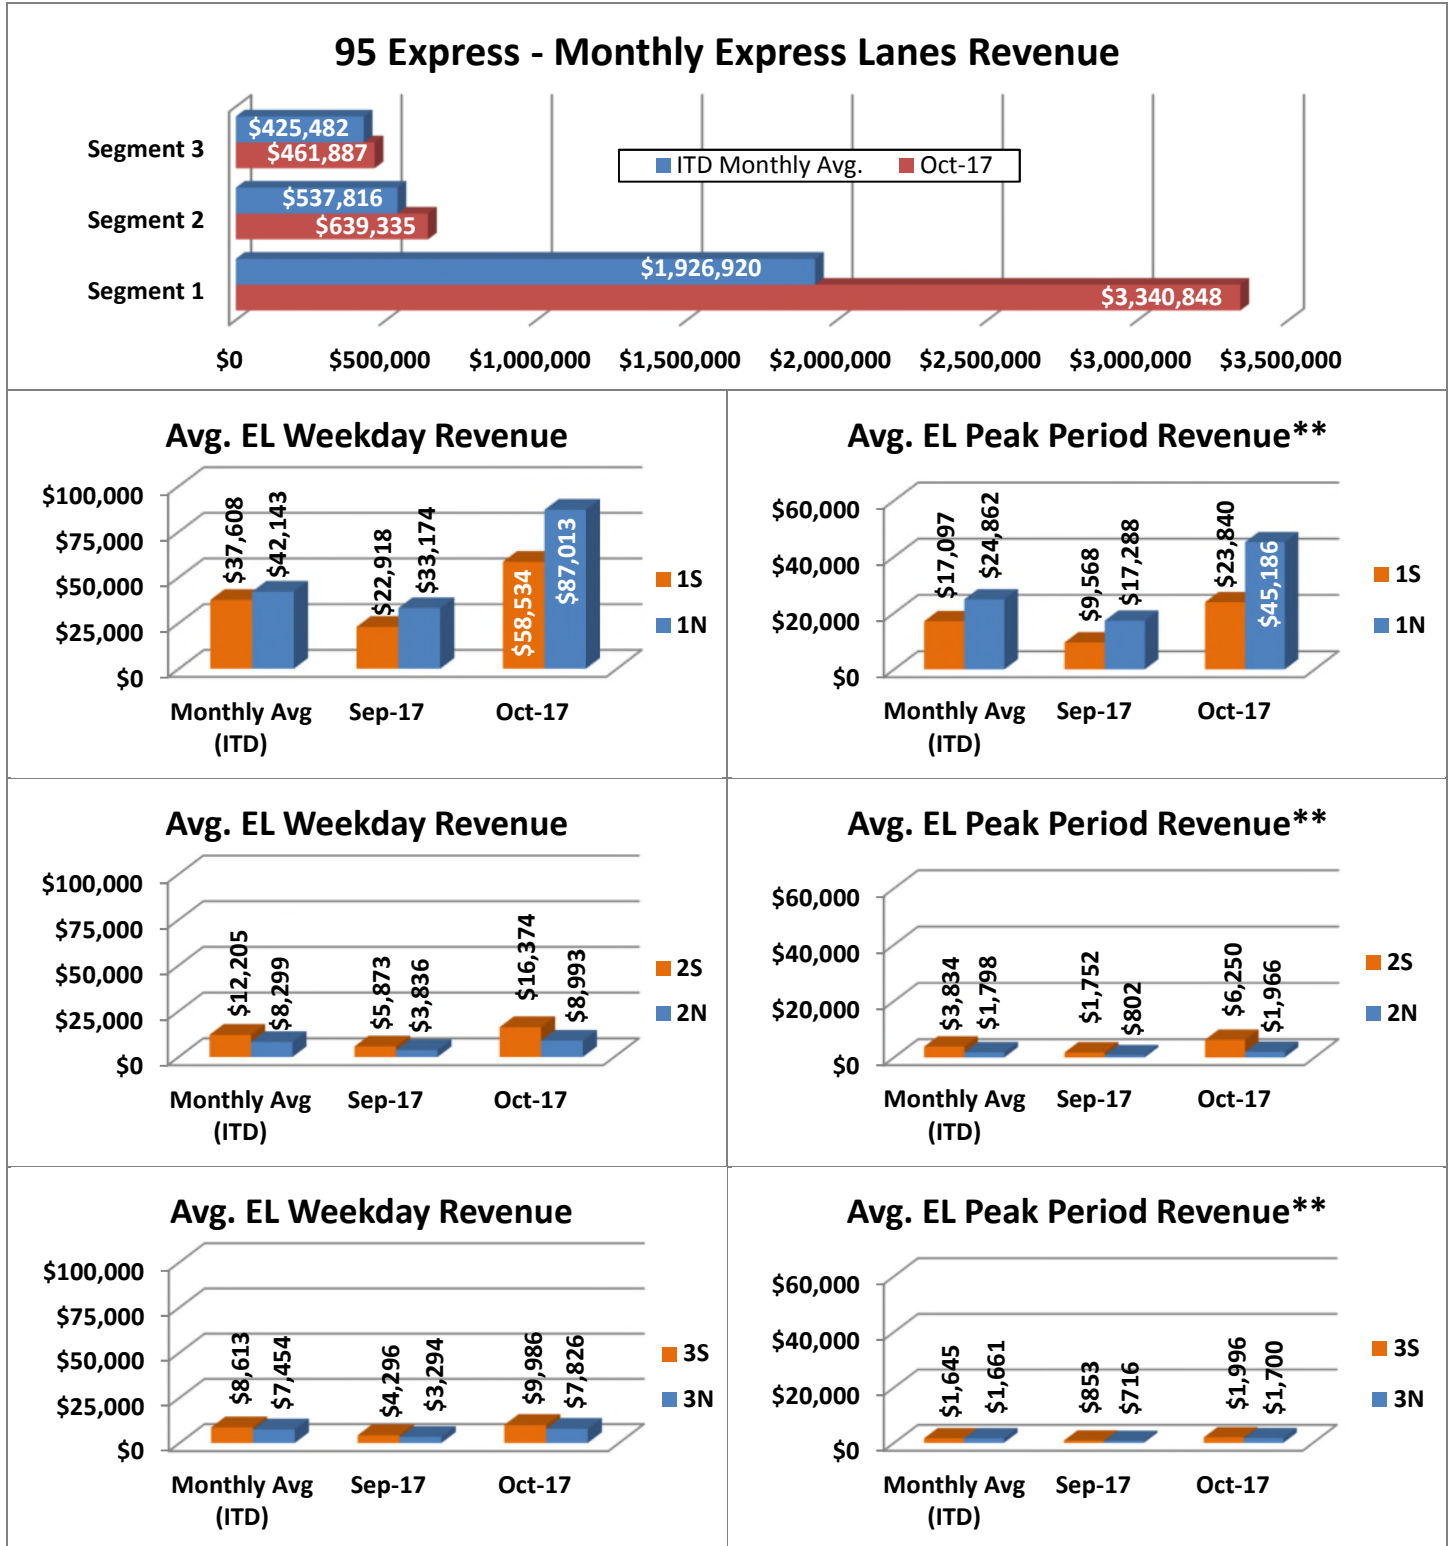 95 Express - Monthly Express Lanes Revenue
Segment 3
$425,482
$461,887
ITD Monthly Avg.
Oct-17
Segment 2
$537,816
$639,335
Segment 1
$1,926,920
$3,340,848
$0 $500,000 $1,000,000 $1,500,000 $2,000,000 $2,500,000 $3,000,000 $3,500,000
Avg. EL Weekday Revenue
$100,000
$75,000
$50,000
$25,000
$0
$37,608
$42,143
$22,918
$33,174
$58,534
$87,013
1S
1N
Monthly Avg (ITD)
Sep-17
Oct-17
Avg. EL Peak Period Revenue**
$60,000
$40,000
$20,000
$0
$17,097
$24,862
$9,568
$17,288
$23,840
$45,186
1S
1N
Monthly Avg (ITD)
Sep-17
Oct-17
Avg. EL Weekday Revenue
$100,000
$75,000
$50,000
$25,000
$0
$12,205
$8,299
$5,873
$3,836
$16,374
$8,993
2S
2N
Monthly Avg (ITD)
Sep-17
Oct-17
Avg. EL Peak Period Revenue**
$60,000
$40,000
$20,000
$0
$3,834
$1,798
$1,752
$802
$6,250
$1,966
2S
2N
Monthly Avg (ITD)
Sep-17
Oct-17
Avg. EL Weekday Revenue
$100,000
$75,000
$50,000
$25,000
$0
$8,613
$7,454
$4,296
$3,294
$9,986
$7,826
3S
3N
Monthly Avg (ITD)
Sep-17
Oct-17
Avg. EL Peak Period Revenue**
$60,000
$40,000
$20,000
$0
$1,645
$1,661
$853
$716
$1,996
$1,700
3S
3N
Monthly Avg (ITD)
Sep-17
Oct-17